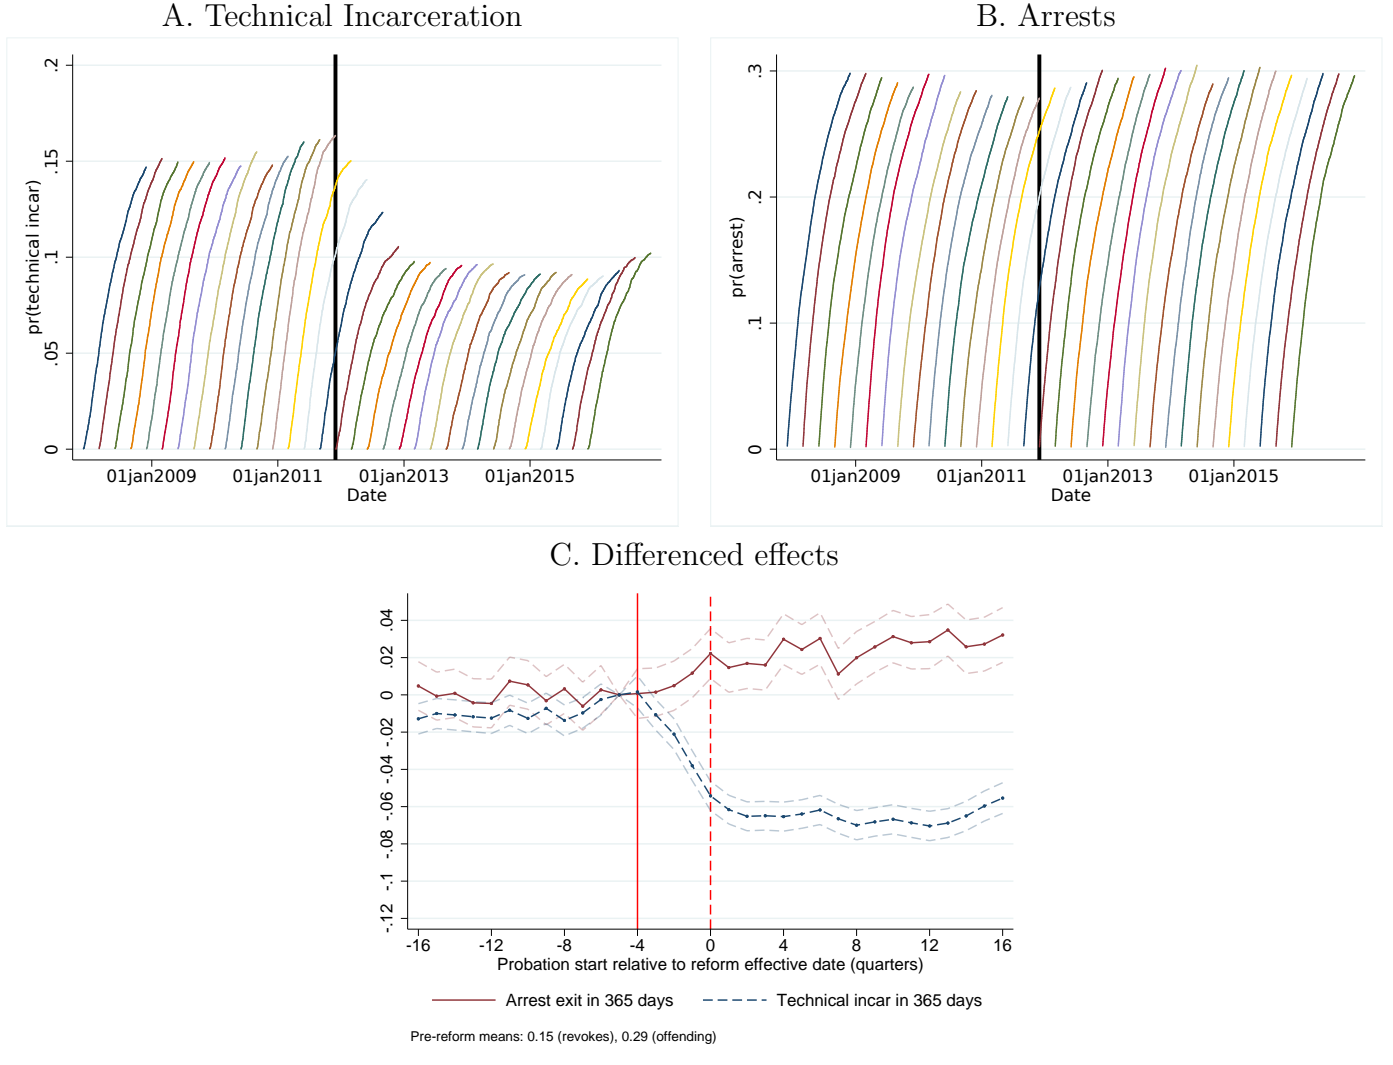 A. Technical Incarceration
pr(technical incar)
.2
.15
.1
.05
0
01jan2009 01jan2011 01jan2013 01jan2015
Date
B. Arrests
pr(arrest)
.3
.2
.1
0
01jan2009 01jan2011 01jan2013 01jan2015
Date
C. Differenced effects
.04
.02
0
-.02
-.04
-.06
-.08
-.1
-.12
-16 -12 -8 -4 0 4 8 12 16
Probation start relative to reform effective date (quarters)
Arrest exit in 365 days Technical incar in 365 days
Pre-reform means: 0.15 (revokes), 0.29 (offending)